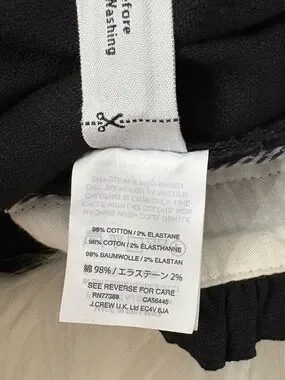 efore
Washing
98% COTTON / 2% ELASTANE
98% COTON / 2% ÉLASTHANNE
98% BAUMWOLLE / 2% ELASTAN
綿 98% / エラステーン 2%
SEE REVERSE FOR CARE
RN77388 CA56445
J.CREW U.K. Ltd EC4V 6JA